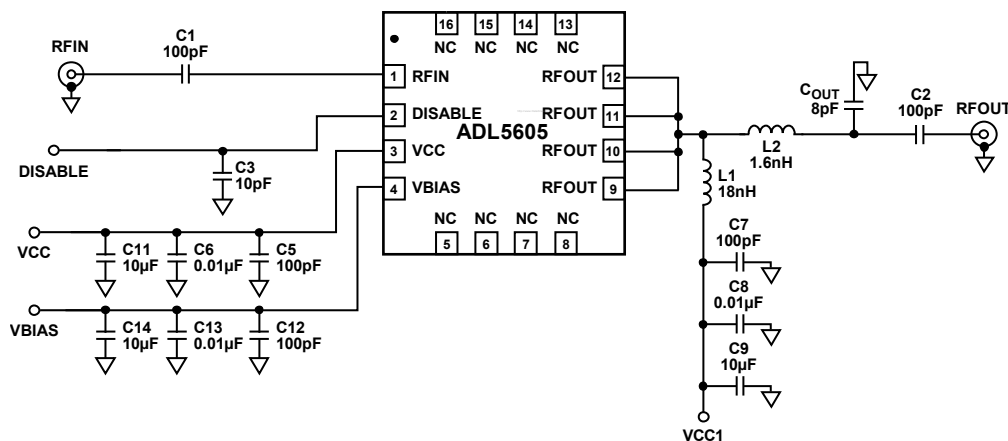 16 15 14 13
NC NC NC NC
C1
100pF
RFIN
1 RFIN
RFOUT 12
2 DISABLE
RFOUT 11
ADL5605
3 VCC
RFOUT 10
4 VBIAS
RFOUT 9
NC NC NC NC
5 6 7 8
DISABLE
C3
10pF
VCC
C11
10µF
C6
0.01µF
C5
100pF
VBIAS
C14
10µF
C13
0.01µF
C12
100pF
COUT
8pF
C2
100pF
RFOUT
L2
1.6nH
L1
18nH
C7
100pF
C8
0.01µF
C9
10µF
VCC1